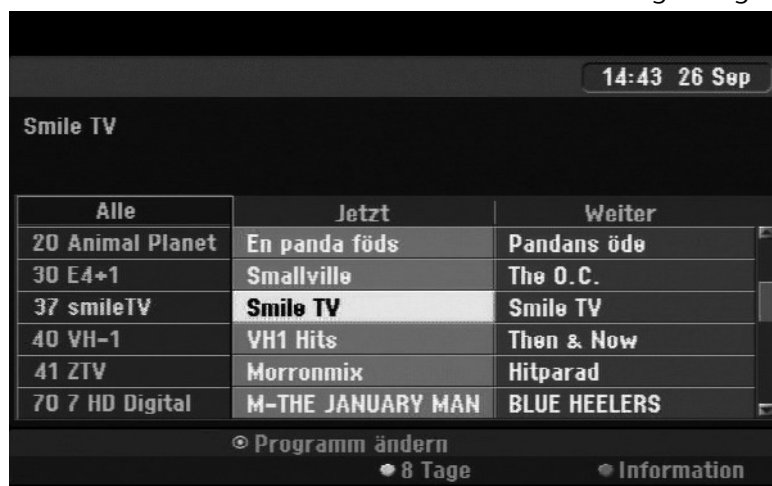 14:43 26 Sep
Smile TV
Alle Jetzt Weiter
20 Animal Planet En panda föds Pandans öde
30 E4+1 Smallville The O.C.
37 smileTV Smile TV Smile TV
40 VH-1 VH1 Hits Then & Now
41 ZTV Morronmix Hitparad
70 7 HD Digital M-THE JANUARY MAN BLUE HEELERS
Programm ändern
8 Tage Information